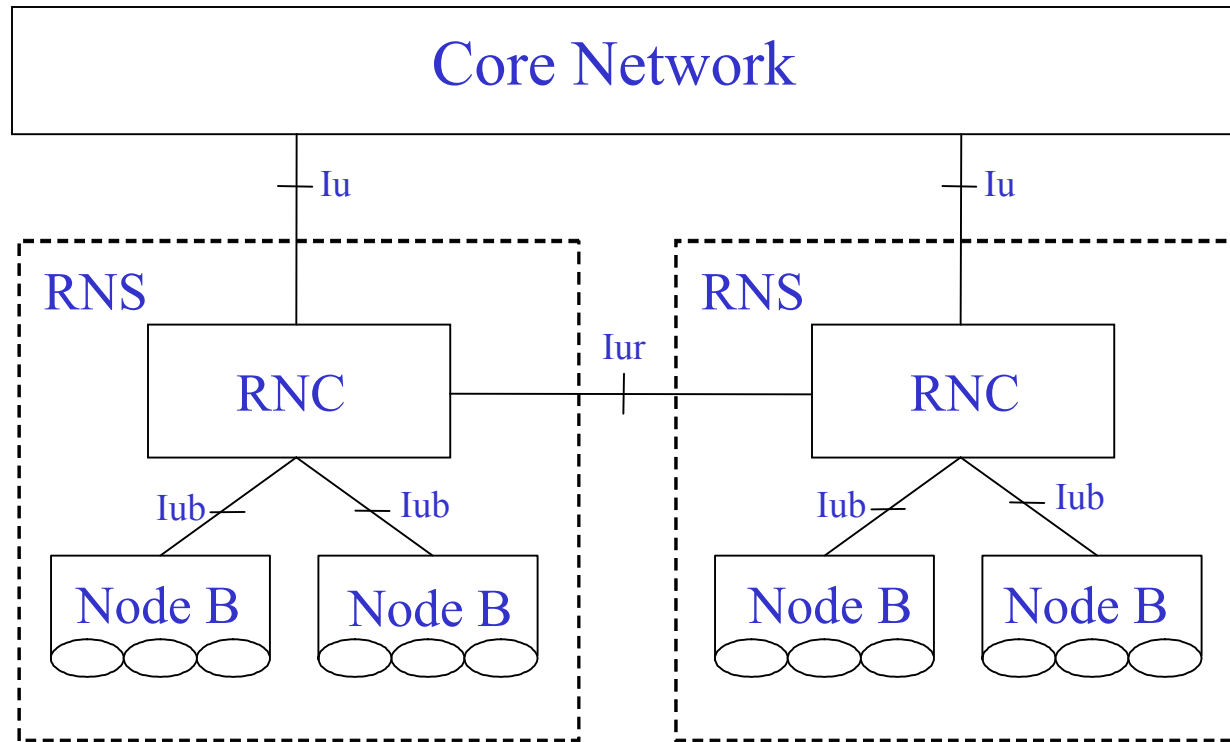 Core Network
Iu
Iu
RNS
RNS
Iur
RNC
RNC
Iub
Iub
Iub
Iub
Node B
Node B
Node B
Node B